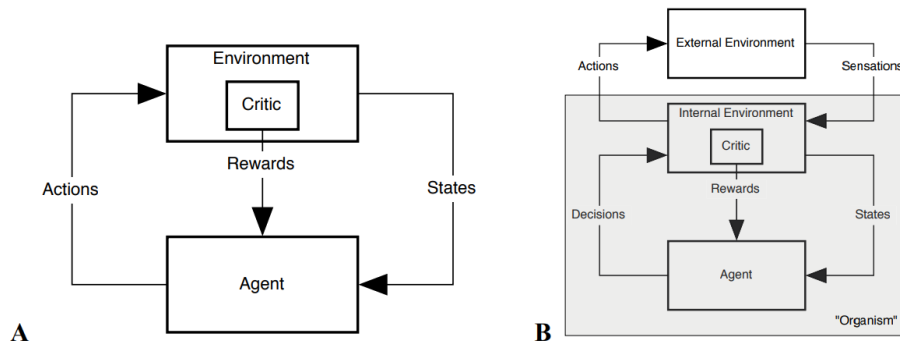 Environment
Critic
Rewards
Actions
States
Agent
A
External Environment
Actions
Sensations
Internal Environment
Critic
Rewards
Decisions
States
Agent
"Organism"
B